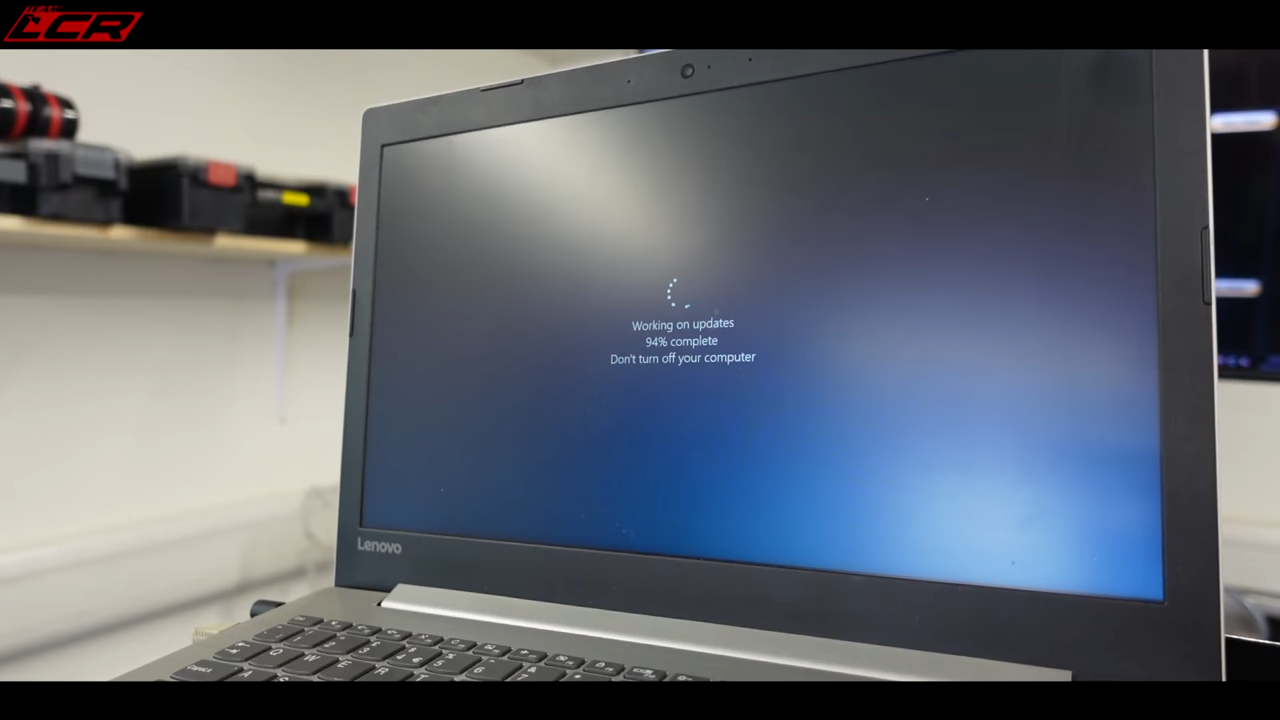 LCR
Working on updates
94% complete
Don't turn off your computer
Lenovo
Q
W
E
R
T
A